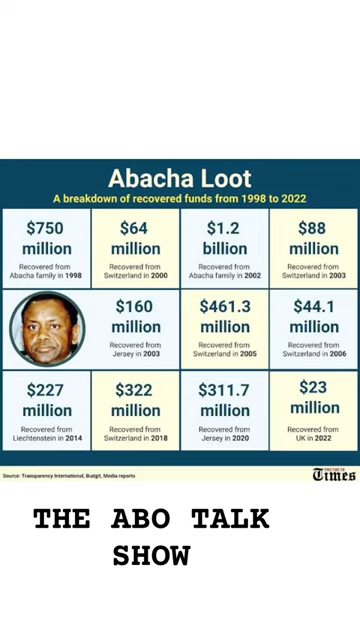 Abacha Loot
A breakdown of recovered funds from 1998 to 2022
$750
million
Recovered from
Abacha family in 1998
$64
million
Recovered from
Switzerland in 2000
$1.2
billion
Recovered from
Abacha family in 2002
$88
million
Recovered from
Switzerland in 2003
$160
million
Recovered from
Jersey in 2003
$461.3
million
Recovered from
Switzerland in 2005
$44.1
million
Recovered from
Switzerland in 2006
$227
million
Recovered from
Liechtenstein in 2014
$322
million
Recovered from
Switzerland in 2018
$311.7
million
Recovered from
Jersey in 2020
$23
million
Recovered from
UK in 2022
Source: Transparency International, Budgit, Media reports
PREMIUM
Times
THE ABO TALK
SHOW